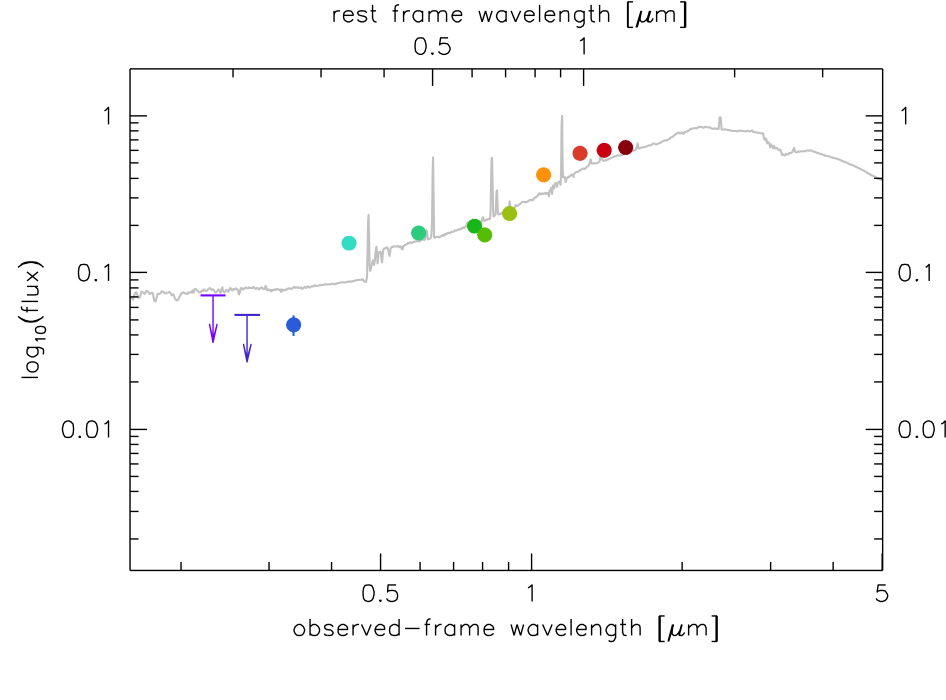 rest frame wavelength [μm]
0.5 1
1 1
0.1 0.1
0.01 0.01
log10(flux)
0.5 1 5
observed-frame wavelength [μm]